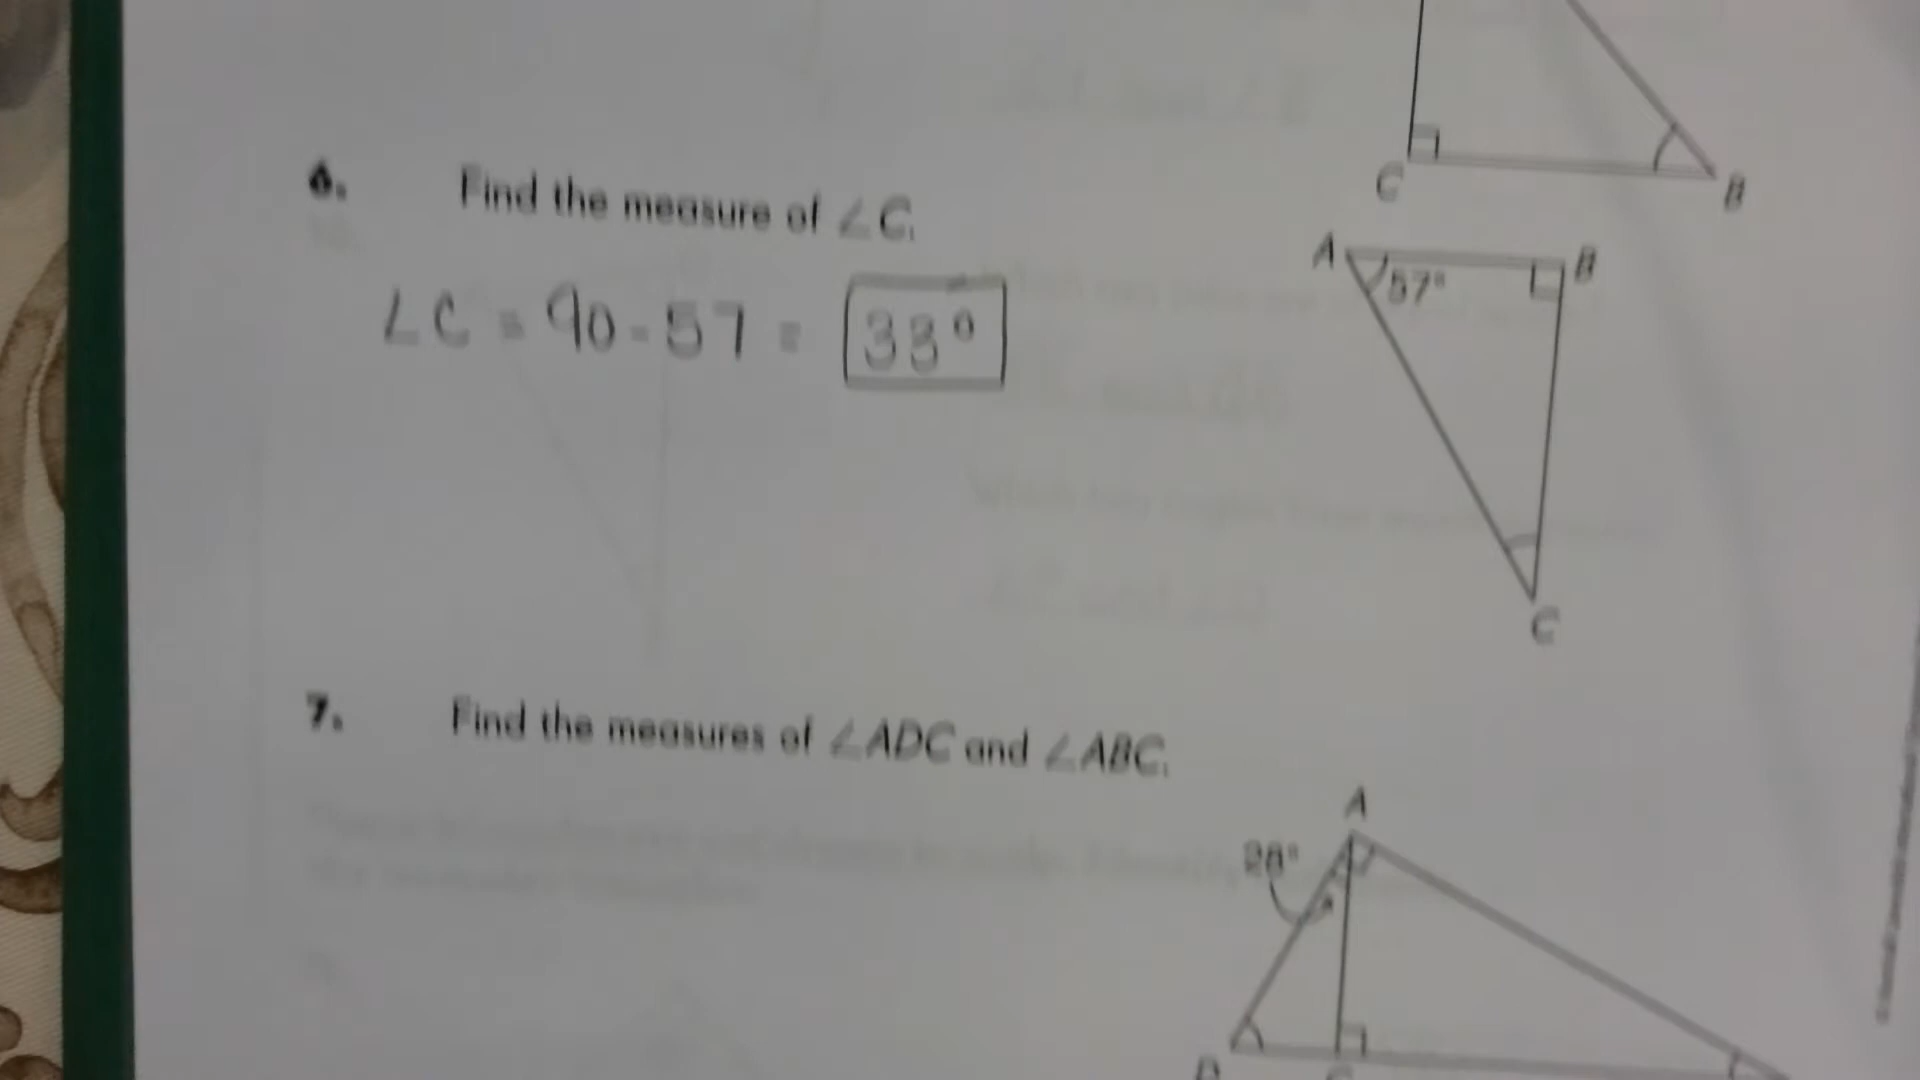 C
B
6. Find the measure of ∠C.
∠C = 90 - 57 = 33°
A
B
57°
C
7. Find the measures of ∠ADC and ∠ABC.
A
28°
D
C